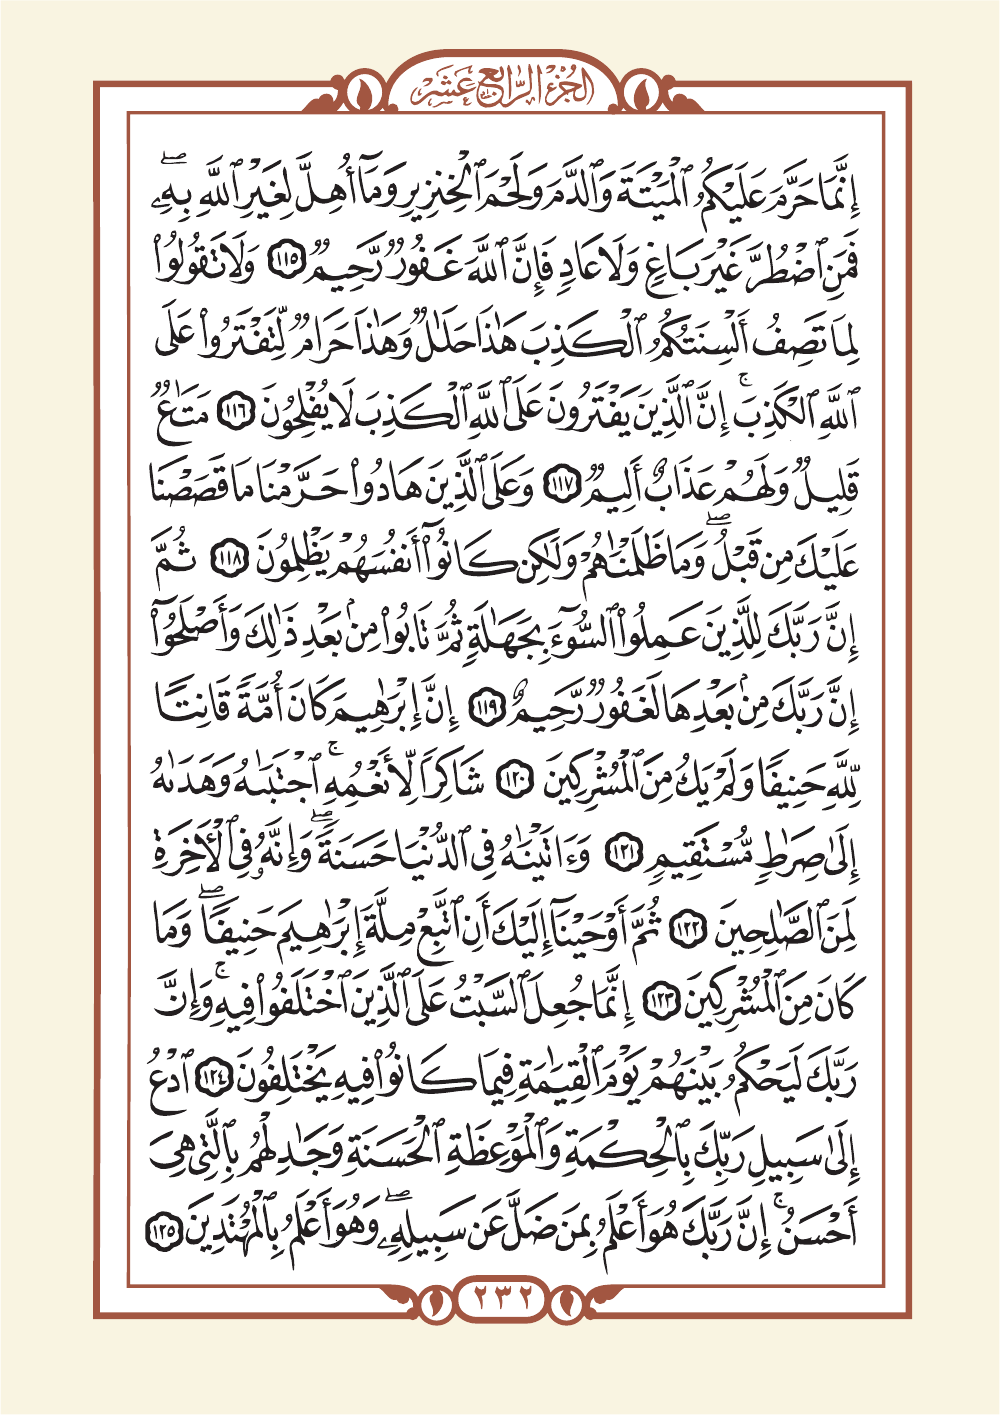 الجزء الرابع عشر
إِنَّمَا حَرَّمَ عَلَيْكُمُ ٱلْمَيْتَةَ وَٱلدَّمَ وَلَحْمَ ٱلْخِنزِيرِ وَمَآ أُهِلَّ لِغَيْرِ ٱللَّهِ بِهِۦۖ
فَمَنِ ٱضْطُرَّ غَيْرَ بَاغٍ وَلَا عَادٍ فَإِنَّ ٱللَّهَ غَفُورٌ رَّحِيمٌ ١١٥ وَلَا تَقُولُوا۟
لِمَا تَصِفُ أَلْسِنَتُكُمُ ٱلْكَذِبَ هَٰذَا حَلَٰلٌ وَهَٰذَا حَرَامٌ لِّتَفْتَرُوا۟ عَلَى
ٱللَّهِ ٱلْكَذِبَۚ إِنَّ ٱلَّذِينَ يَفْتَرُونَ عَلَى ٱللَّهِ ٱلْكَذِبَ لَا يُفْلِحُونَ ١١٦ مَتَٰعٌ
قَلِيلٌ وَلَهُمْ عَذَابٌ أَلِيمٌ ١١٧ وَعَلَى ٱلَّذِينَ هَادُوا۟ حَرَّمْنَا مَا قَصَصْنَا
عَلَيْكَ مِن قَبْلُۖ وَمَا ظَلَمْنَٰهُمْ وَلَٰكِن كَانُوٓا۟ أَنفُسَهُمْ يَظْلِمُونَ ١١٨ ثُمَّ
إِنَّ رَبَّكَ لِلَّذِينَ عَمِلُوا۟ ٱلسُّوٓءَ بِجَهَٰلَةٍ ثُمَّ تَابُوا۟ مِنۢ بَعْدِ ذَٰلِكَ وَأَصْلَحُوٓا۟
إِنَّ رَبَّكَ مِنۢ بَعْدِهَا لَغَفُورٌ رَّحِيمٌ ١١٩ إِنَّ إِبْرَٰهِيمَ كَانَ أُمَّةً قَانِتًا
لِّلَّهِ حَنِيفًا وَلَمْ يَكُ مِنَ ٱلْمُشْرِكِينَ ١٢٠ شَاكِرًا لِّأَنْعُمِهِۚ ٱجْتَبَىٰهُ وَهَدَىٰهُ
إِلَىٰ صِرَٰطٍ مُّسْتَقِيمٍ ١٢١ وَءَاتَيْنَٰهُ فِى ٱلدُّنْيَا حَسَنَةًۖ وَإِنَّهُۥ فِى ٱلْءَاخِرَةِ
لَمِنَ ٱلصَّٰلِحِينَ ١٢٢ ثُمَّ أَوْحَيْنَآ إِلَيْكَ أَنِ ٱتَّبِعْ مِلَّةَ إِبْرَٰهِيمَ حَنِيفًاۖ وَمَا
كَانَ مِنَ ٱلْمُشْرِكِينَ ١٢٣ إِنَّمَا جُعِلَ ٱلسَّبْتُ عَلَى ٱلَّذِينَ ٱخْتَلَفُوا۟ فِيهِۚ وَإِنَّ
رَبَّكَ لَيَحْكُمُ بَيْنَهُمْ يَوْمَ ٱلْقِيَٰمَةِ فِيمَا كَانُوا۟ فِيهِ يَخْتَلِفُونَ ١٢٤ ٱدْعُ
إِلَىٰ سَبِيلِ رَبِّكَ بِٱلْحِكْمَةِ وَٱلْمَوْعِظَةِ ٱلْحَسَنَةِ وَجَٰدِلْهُم بِٱلَّتِى هِىَ
أَحْسَنُۚ إِنَّ رَبَّكَ هُوَ أَعْلَمُ بِمَن ضَلَّ عَن سَبِيلِهِۦۖ وَهُوَ أَعْلَمُ بِٱلْمُهْتَدِينَ ١٢٥
٢٣٢